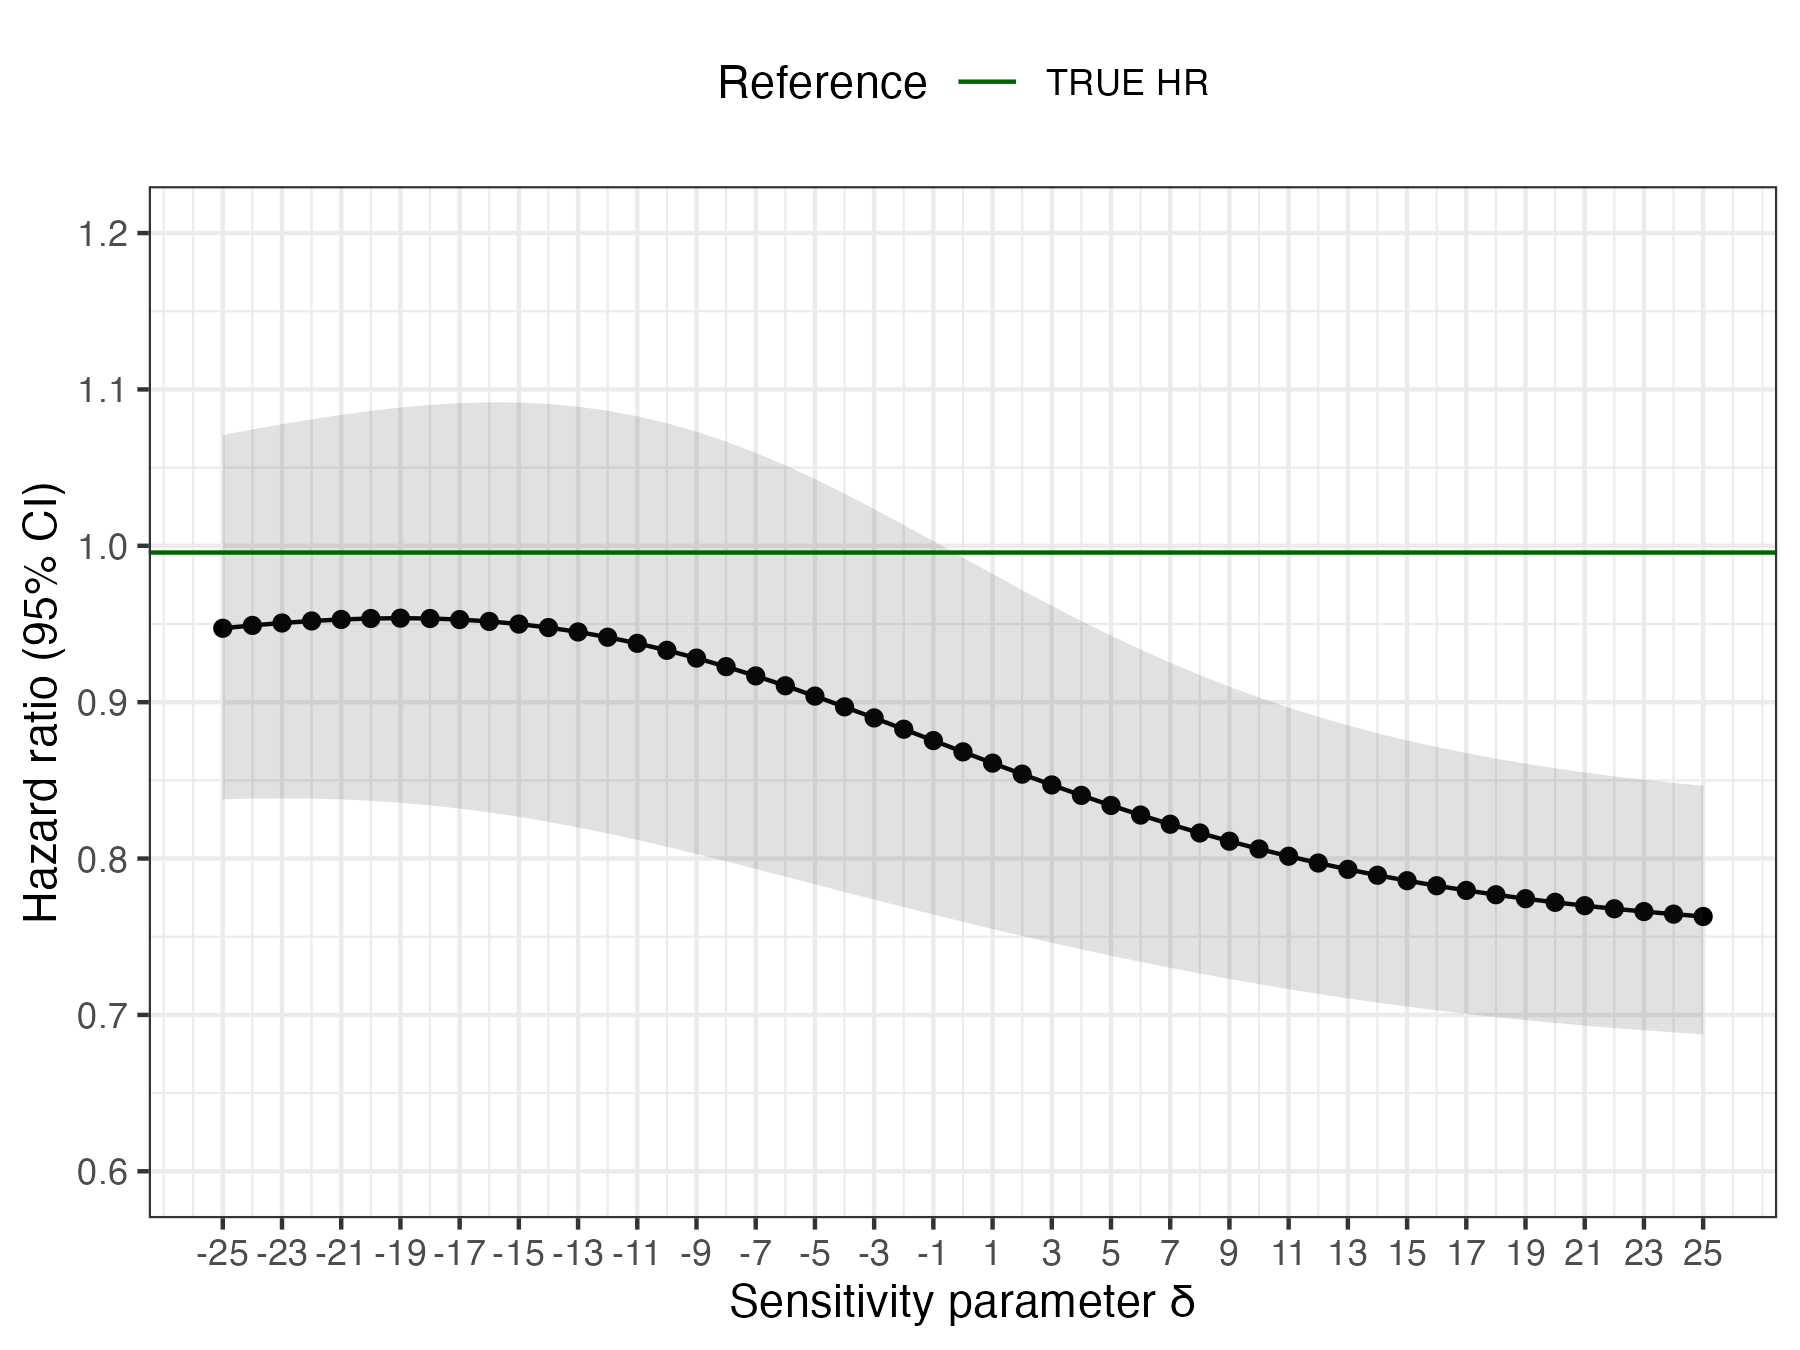 Reference TRUE HR
Hazard ratio (95% CI)
1.2
1.1
1.0
0.9
0.8
0.7
0.6
-25 -23 -21 -19 -17 -15 -13 -11 -9 -7 -5 -3 -1 1 3 5 7 9 11 13 15 17 19 21 23 25
Sensitivity parameter δ